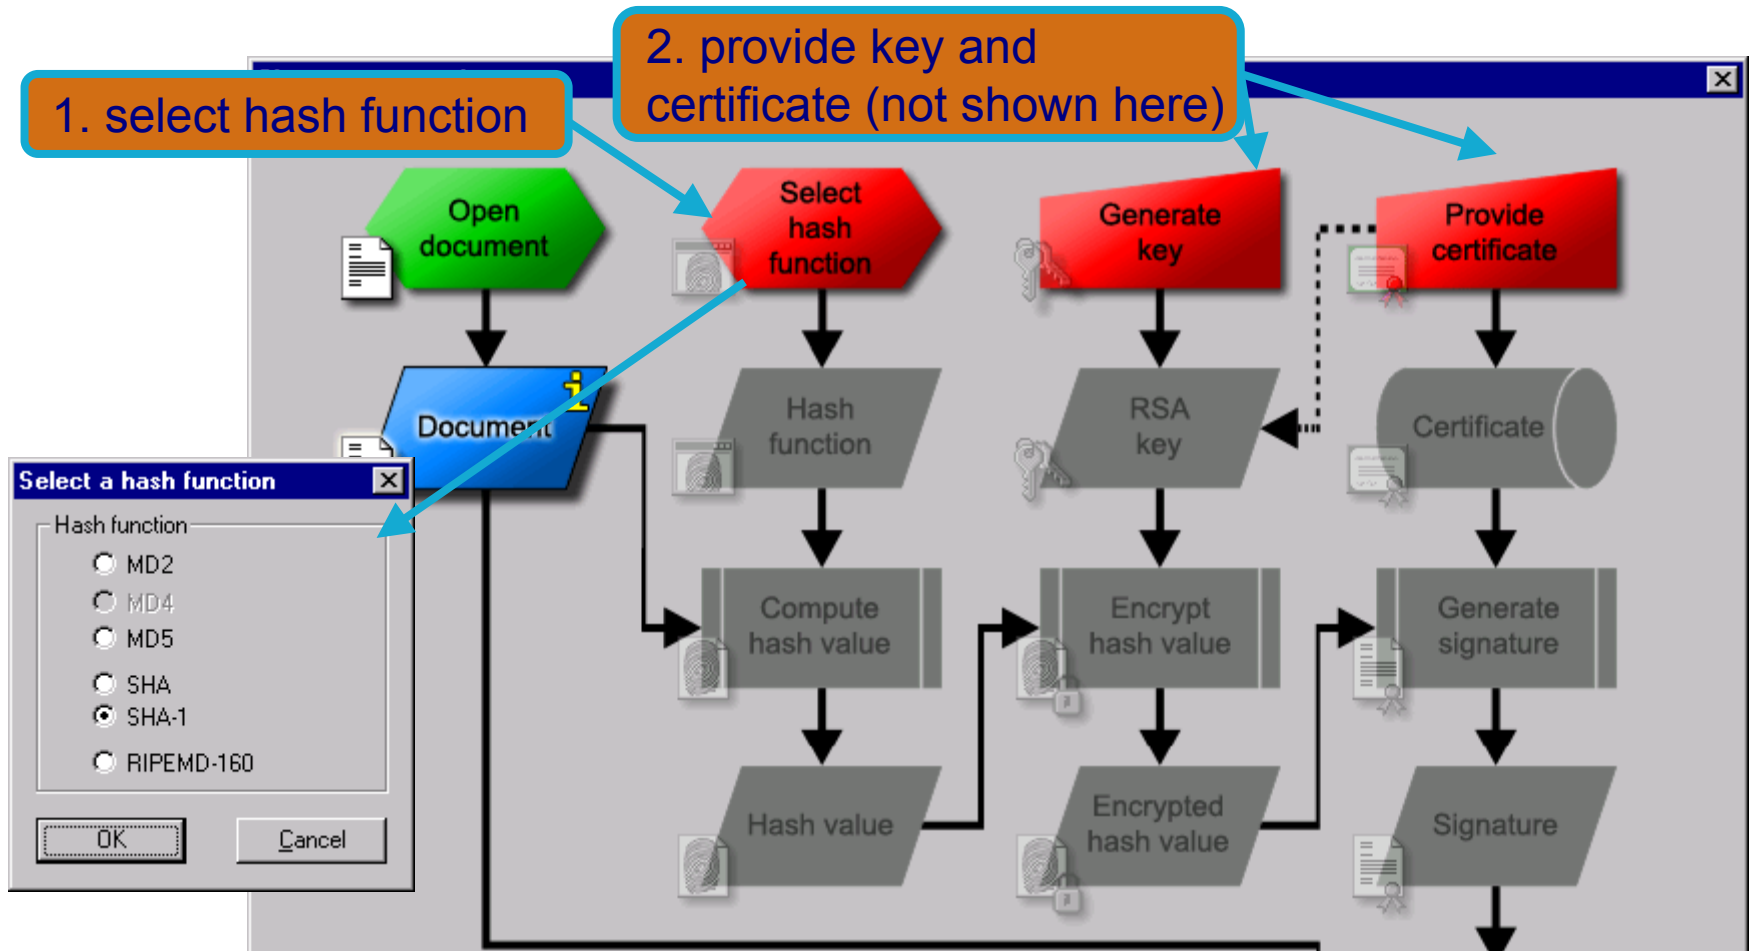 1. select hash function
2. provide key and
certificate (not shown here)
Open
document
Select
hash
function
Generate
key
Provide
certificate
Document
Hash
function
RSA
key
Certificate
Select a hash function
Hash function
MD2
MD4
MD5
SHA
SHA-1
RIPEMD-160
OK
Cancel
Compute
hash value
Encrypt
hash value
Generate
signature
Hash value
Encrypted
hash value
Signature